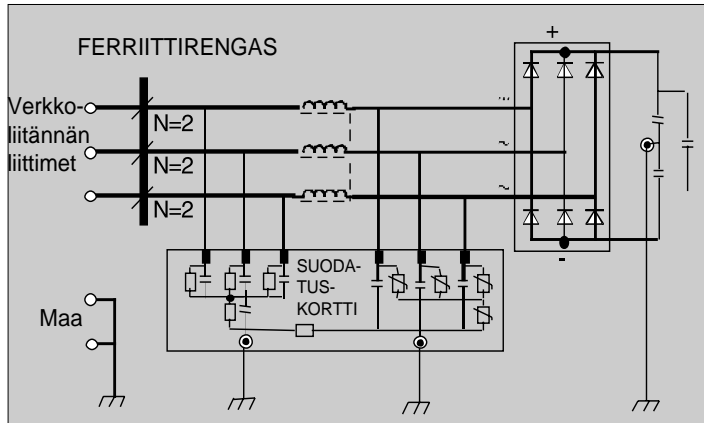 FERRIITTIRENGAS
+
Verkko-
liitännän
liittimet
N=2
~
N=2
~
N=2
~
-
SUODA-
TUS-
KORTTI
Maa